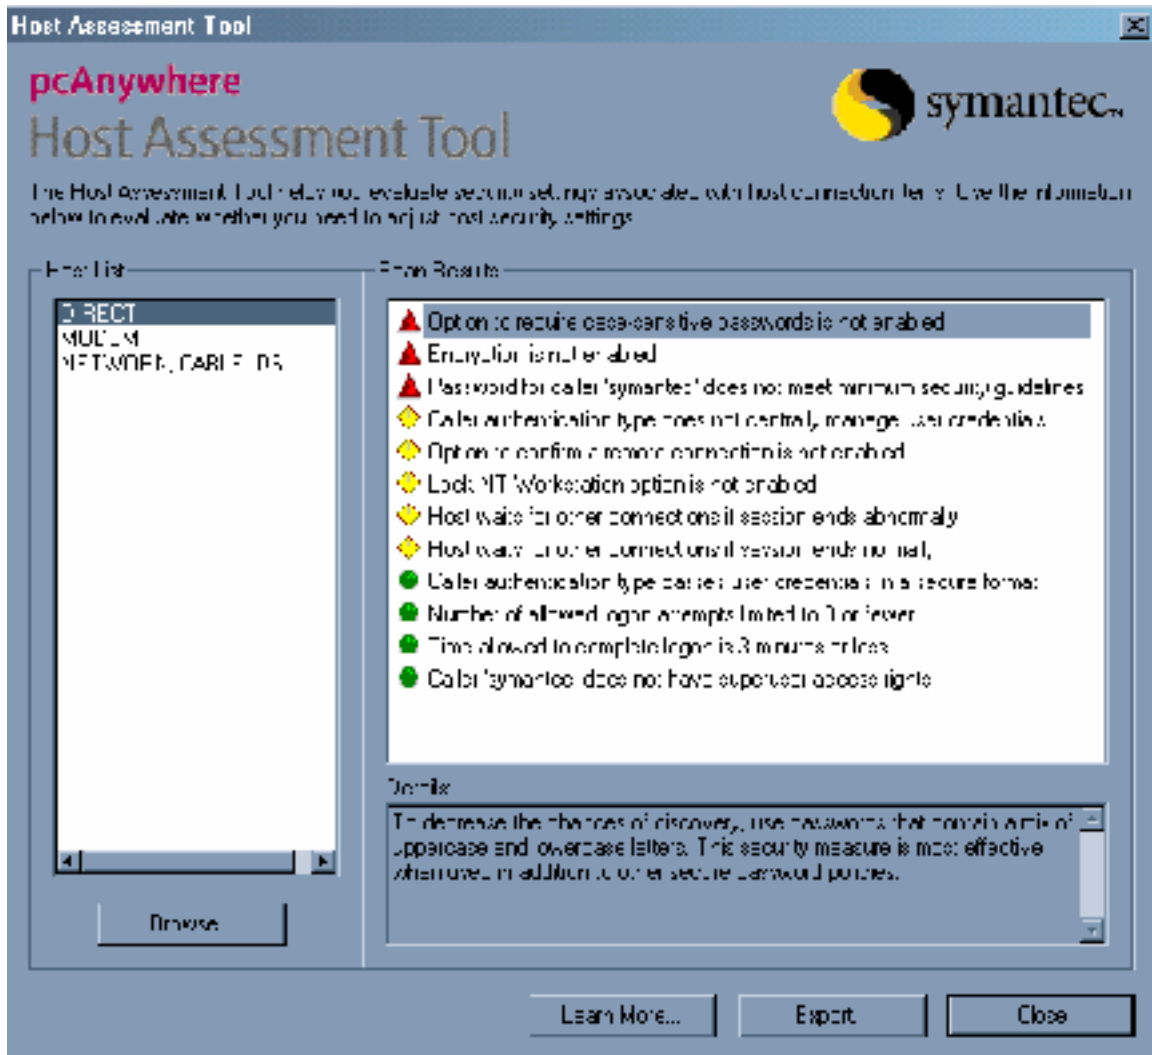 Host Assessment Tool
pcAnywhere
symantec™
Host Assessment Tool
The Host Assessment Tool helps you evaluate security settings associated with host connection items. Use the information
below to evaluate whether you need to adjust host security settings.
Host List
Scan Results
DIRECT
MODEM
NETWORK, CABLE, DS
Option to require case-sensitive passwords is not enabled
Encryption is not enabled
Password for caller 'symantec' does not meet minimum security guidelines
Caller authentication type does not centrally manage user credentials
Option to confirm a remote connection is not enabled
Lock NT Workstation option is not enabled
Host waits for other connections if session ends abnormally
Host waits for other connections if session ends normally
Caller authentication type passes user credentials in a secure format
Number of allowed logon attempts limited to 3 or fewer
Time allowed to complete logon is 3 minutes or less
Caller 'symantec' does not have superuser access rights
Details:
To decrease the chances of discovery, use passwords that contain a mix of
uppercase and lowercase letters. This security measure is most effective
when used in addition to other secure password policies.
Browse
Learn More...
Export
Close